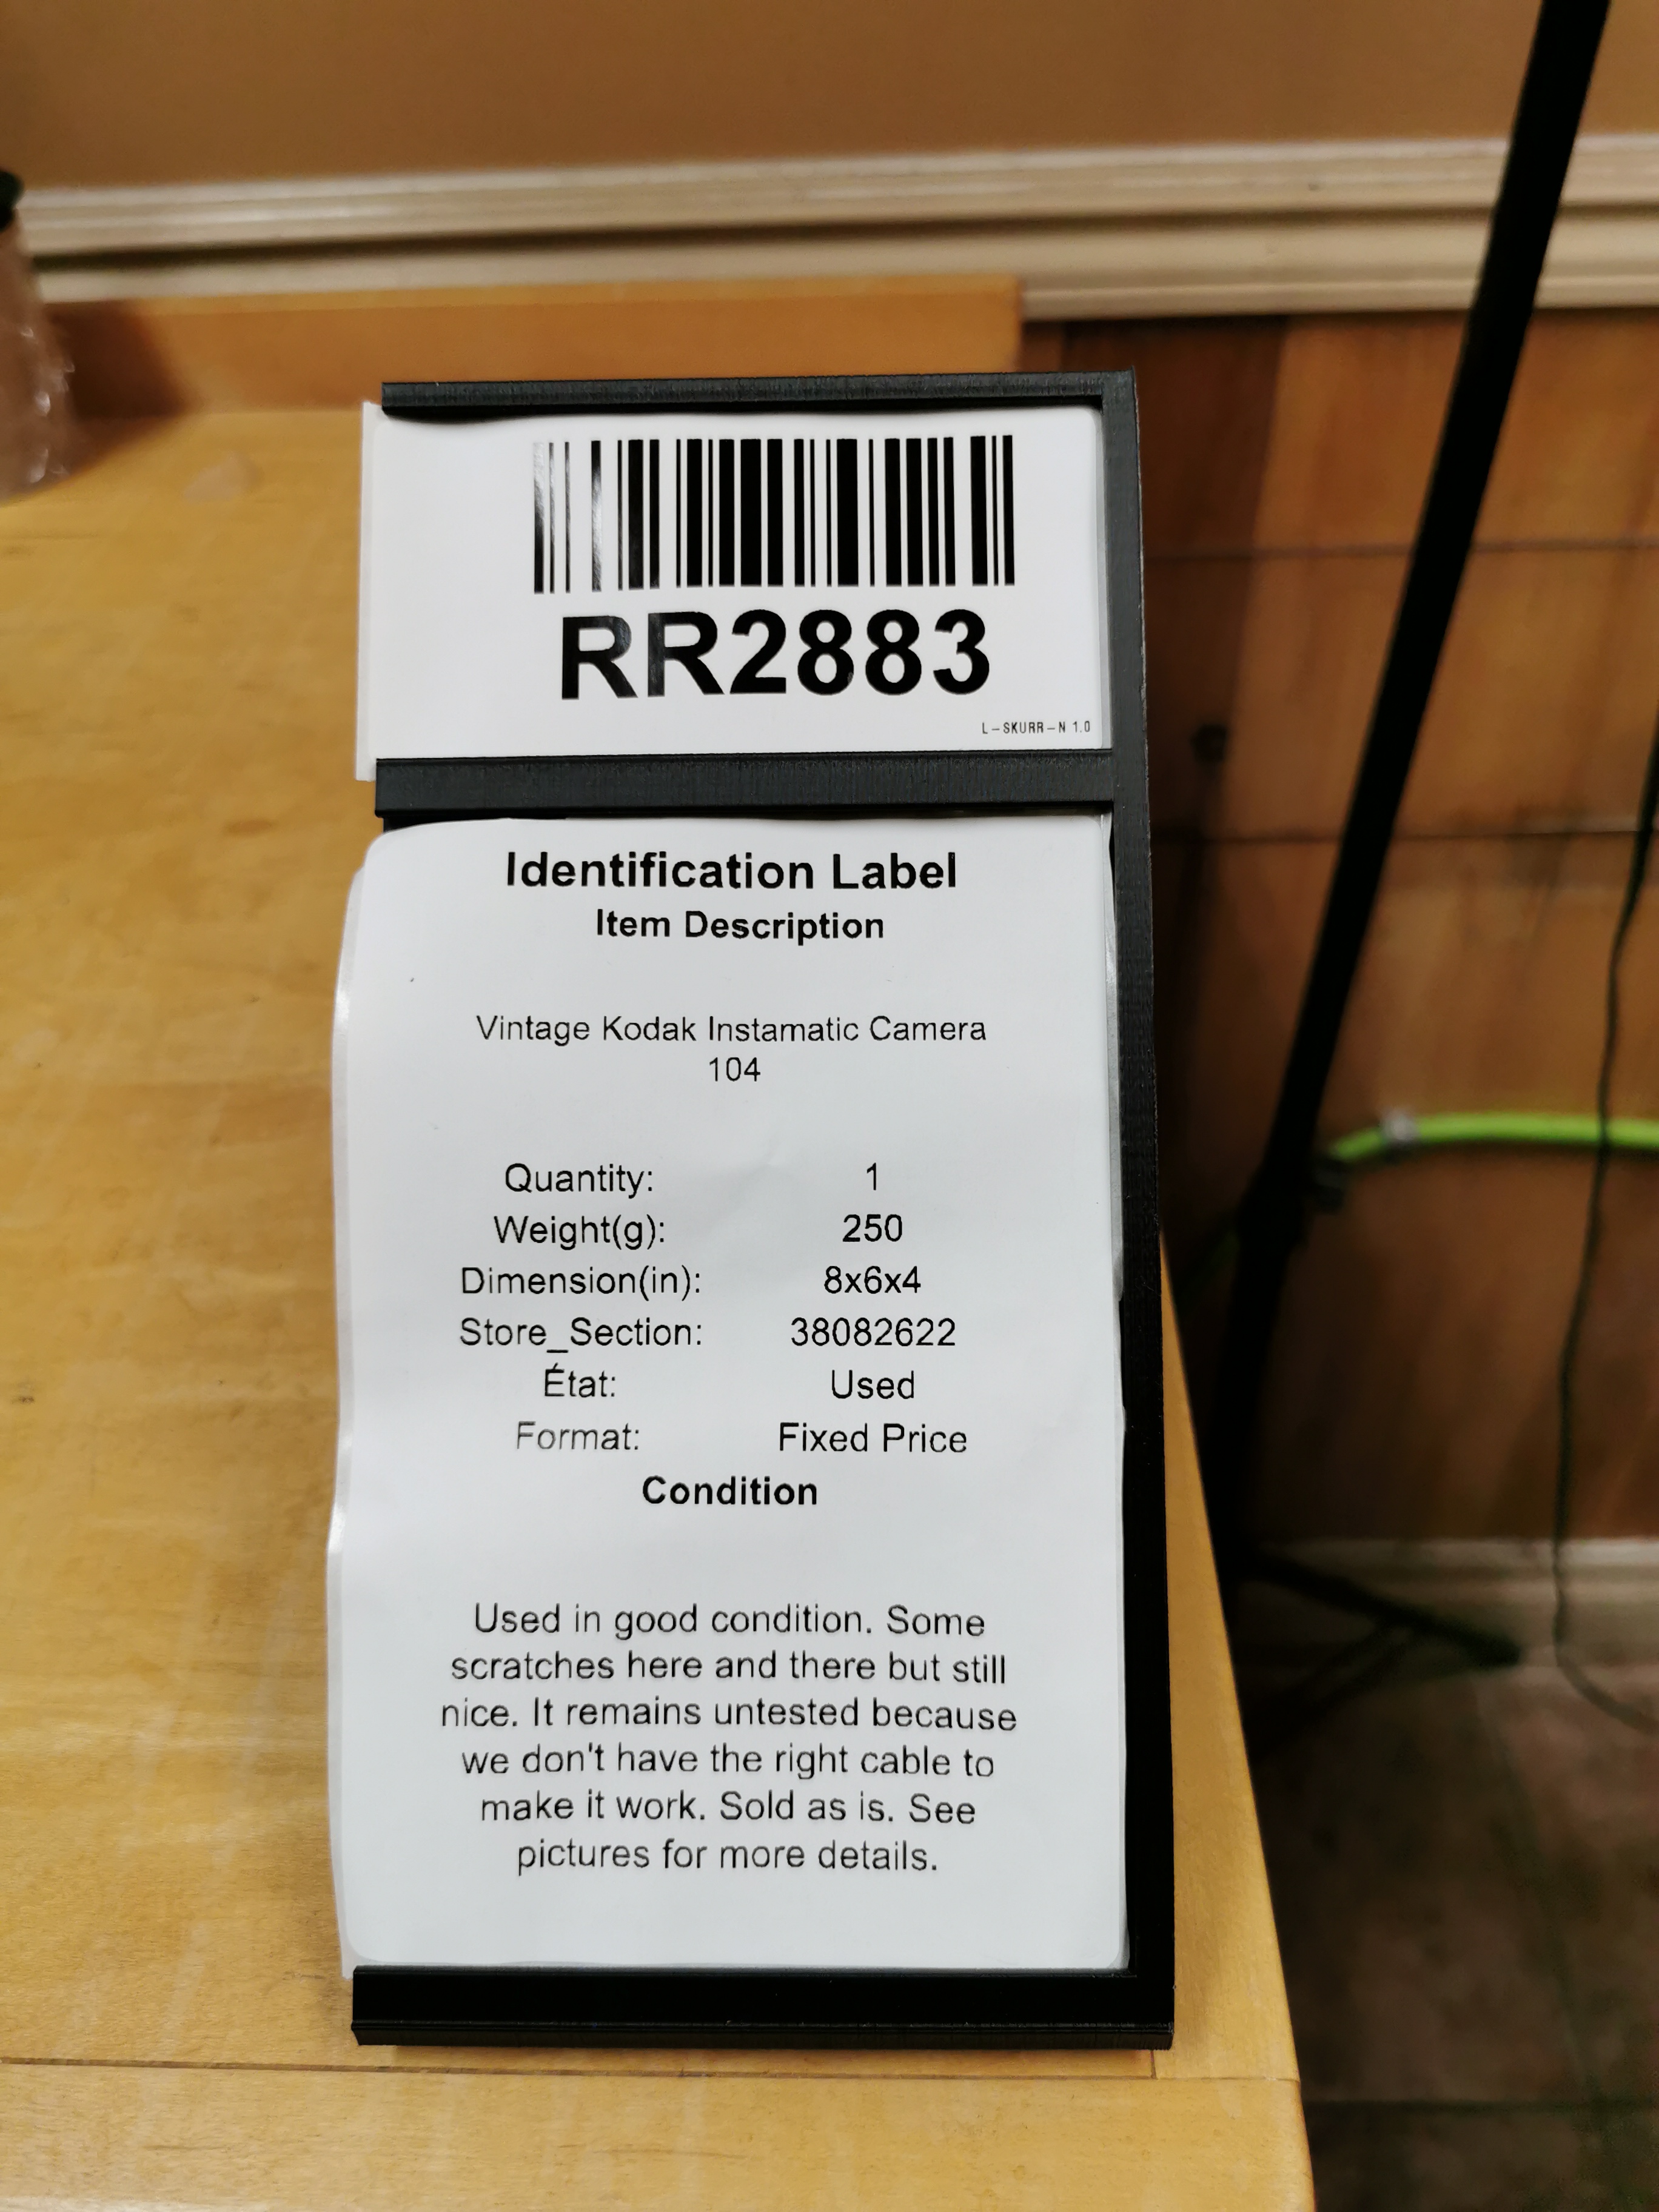 RR2883
L-SKURR-N 1.0
Identification Label
Item Description
Vintage Kodak Instamatic Camera
104
Quantity: 1
Weight(g): 250
Dimension(in): 8x6x4
Store_Section: 38082622
État: Used
Format: Fixed Price
Condition
Used in good condition. Some
scratches here and there but still
nice. It remains untested because
we don't have the right cable to
make it work. Sold as is. See
pictures for more details.